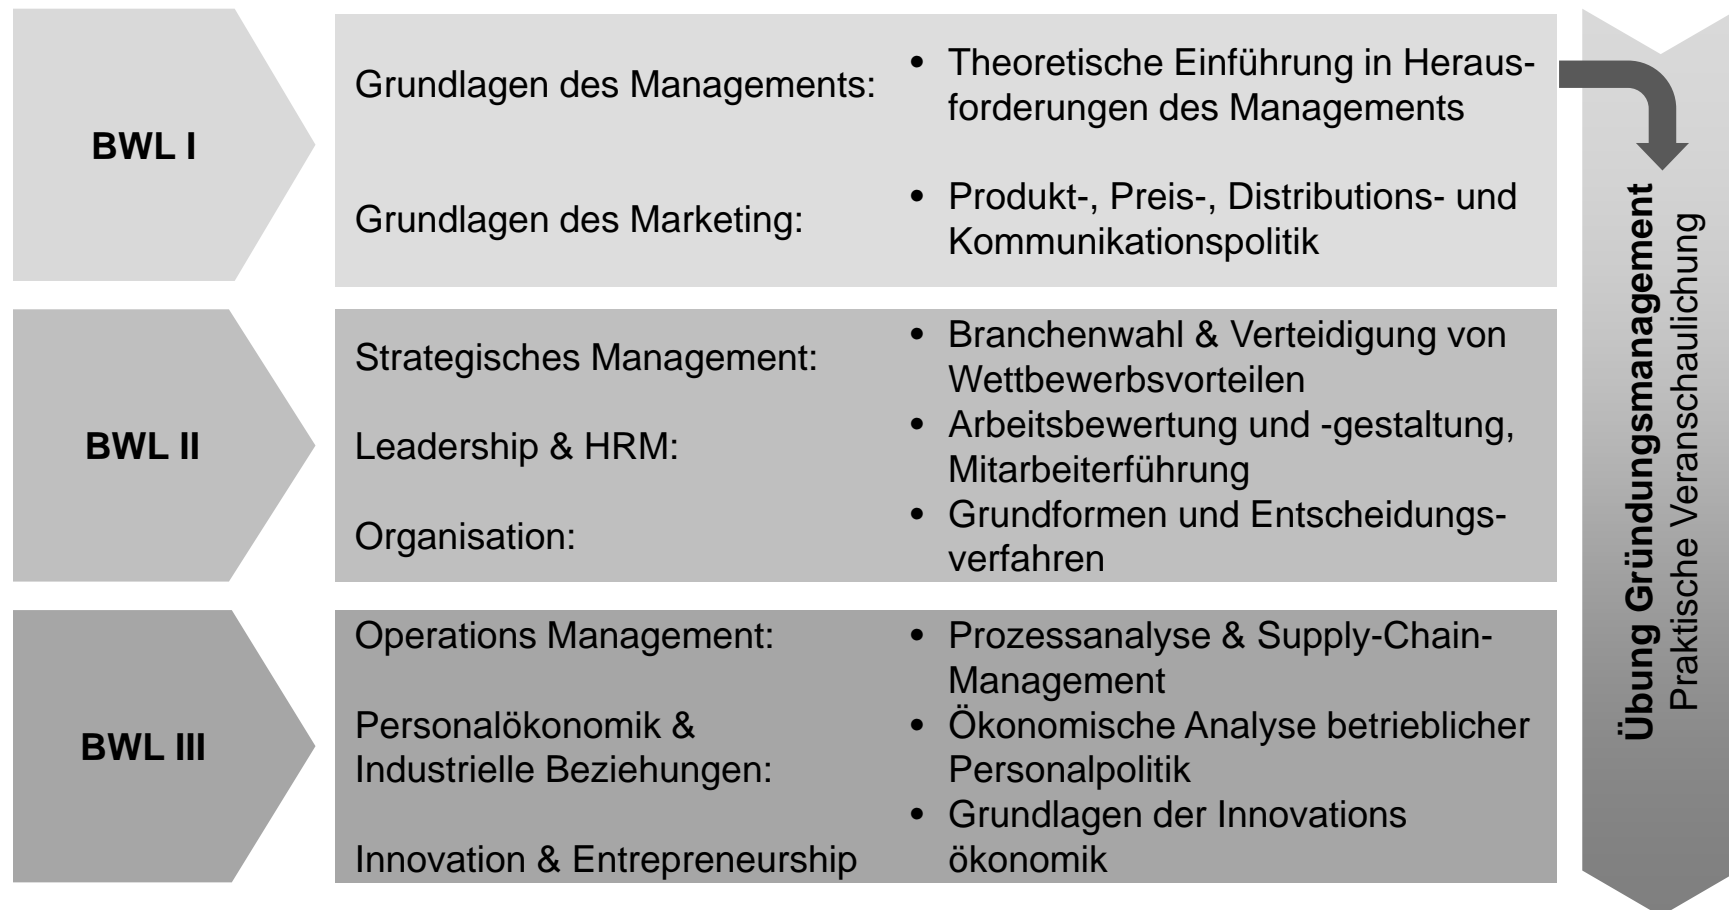 BWL I
Grundlagen des Managements:
• Theoretische Einführung in Heraus-
forderungen des Managements
Grundlagen des Marketing:
• Produkt-, Preis-, Distributions- und
Kommunikationspolitik
BWL II
Strategisches Management:
• Branchenwahl & Verteidigung von
Wettbewerbsvorteilen
Leadership & HRM:
• Arbeitsbewertung und -gestaltung,
Mitarbeiterführung
Organisation:
• Grundformen und Entscheidungs-
verfahren
BWL III
Operations Management:
• Prozessanalyse & Supply-Chain-
Management
Personalökonomik &
Industrielle Beziehungen:
• Ökonomische Analyse betrieblicher
Personalpolitik
Innovation & Entrepreneurship
• Grundlagen der Innovations
ökonomik
Übung Gründungsmanagement
Praktische Veranschaulichung